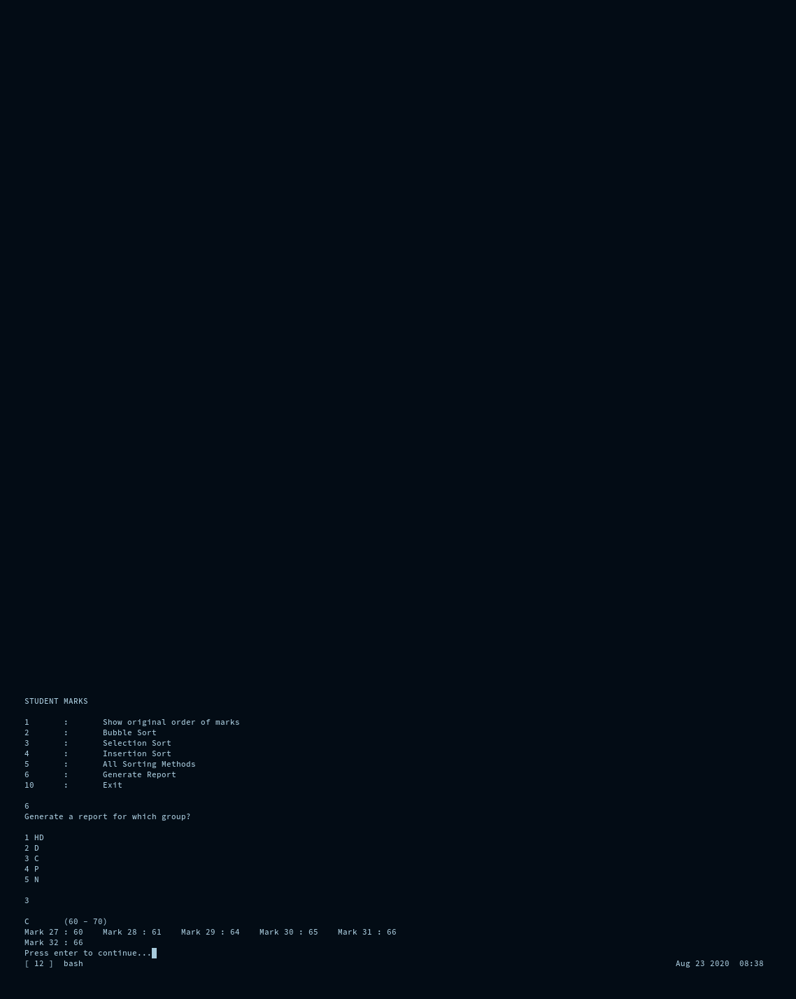 STUDENT MARKS
1 : Show original order of marks
2 : Bubble Sort
3 : Selection Sort
4 : Insertion Sort
5 : All Sorting Methods
6 : Generate Report
10 : Exit
6
Generate a report for which group?
1 HD
2 D
3 C
4 P
5 N
3
C (60 – 70)
Mark 27 : 60 Mark 28 : 61 Mark 29 : 64 Mark 30 : 65 Mark 31 : 66
Mark 32 : 66
Press enter to continue...
[ 12 ] bash Aug 23 2020 08:38